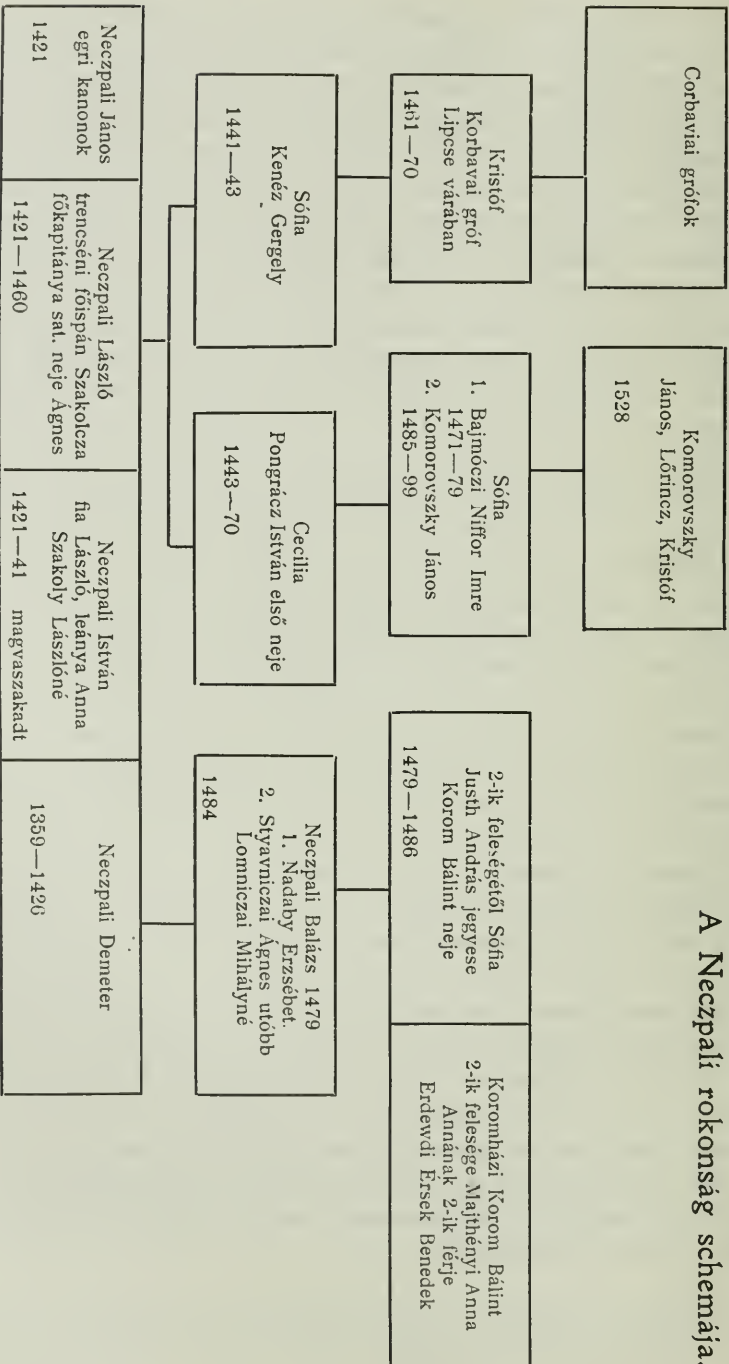 A Neczpali rokonság schemája.
Corbaviai grófok
Komorovszky
János, Lőrincz, Kristóf
1528
Kristóf
Korbavai gróf
Lipcse várában
1461—70
Sófia
1. Bajmóczi Niffor Imre
1471—79
2. Komorovszky János
1485—99
2-ik feleségétől Sófia
Justh András jegyese
Korom Bálint neje
1479—1486
Koromházi Korom Bálint
2-ik felesége Majthényi Anna
Annának 2-ik férje
Erdewdi Érsek Benedek
Sófia
Kenéz Gergely
1441—43
Cecilia
Pongrácz István első neje
1443—70
Neczpali Balázs 1479
1. Nadaby Erzsébet.
2. Styavniczai Ágnes utóbb
Lomniczai Mihályné
1484
Neczpali János
egri kanonok
1421
Neczpali László
trencséni főispán Szakolcza
főkapitánya sat. neje Ágnes
1421—1460
Neczpali István
fia László, leánya Anna
Szakoly Lászlóné
1421—41 magvaszakadt
Neczpali Demeter
1359—1426